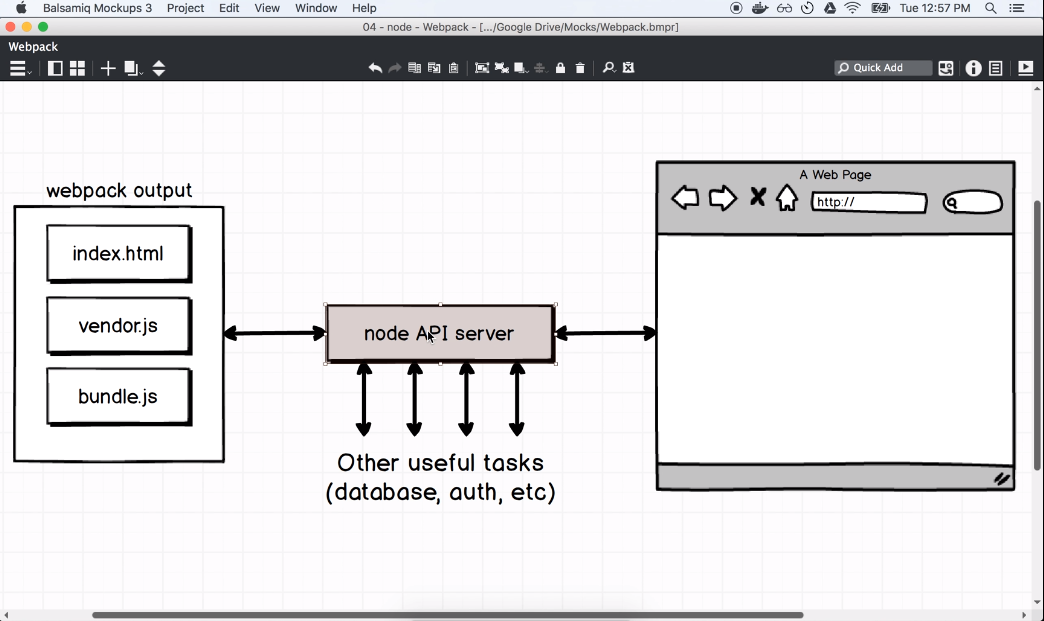 Balsamiq Mockups 3 Project Edit View Window Help Tue 12:57 PM
04 - node - Webpack - [.../Google Drive/Mocks/Webpack.bmpr]
Webpack
Quick Add
webpack output
index.html
vendor.js
bundle.js
node API server
Other useful tasks
(database, auth, etc)
A Web Page
http://